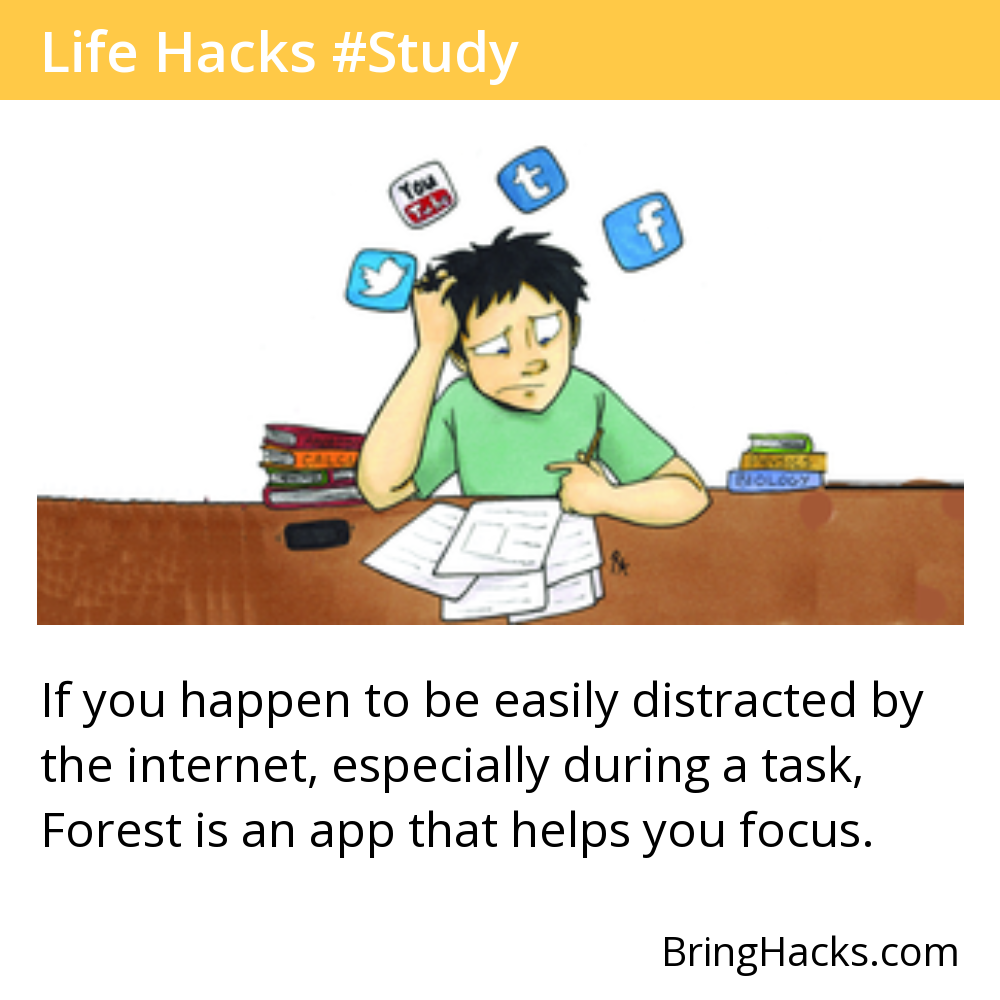 Life Hacks #Study
You
Tube
t
f
CALCU
PHYSICS
BIOLOGY
If you happen to be easily distracted by
the internet, especially during a task,
Forest is an app that helps you focus.
BringHacks.com